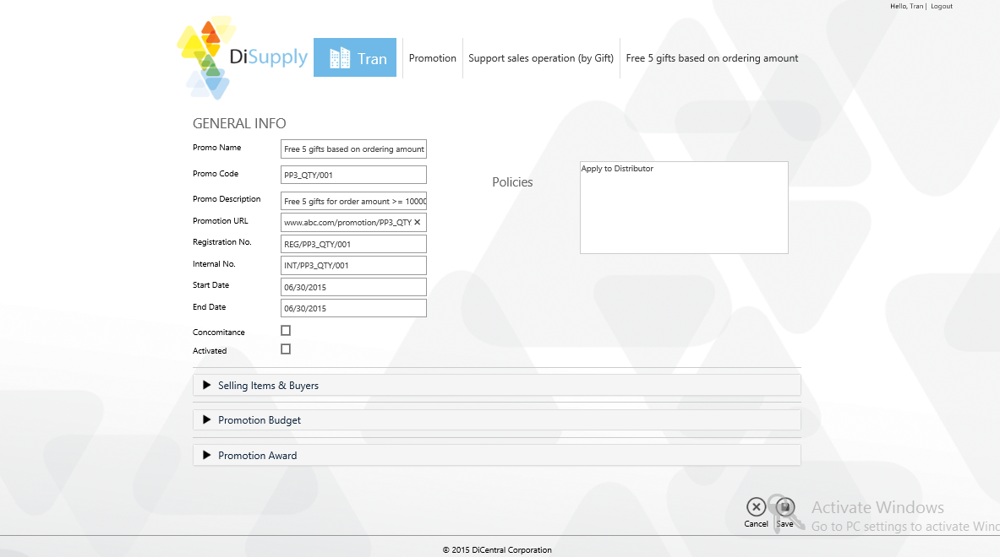 Hello, Tran | Logout
DiSupply
Tran
Promotion
Support sales operation (by Gift)
Free 5 gifts based on ordering amount
GENERAL INFO
Promo Name
Free 5 gifts based on ordering amount
Promo Code
PP3_QTY/001
Policies
Apply to Distributor
Promo Description
Free 5 gifts for order amount >= 10000
Promotion URL
www.abc.com/promotion/PP3_QTY
Registration No.
REG/PP3_QTY/001
Internal No.
INT/PP3_QTY/001
Start Date
06/30/2015
End Date
06/30/2015
Concomitance
Activated
Selling Items & Buyers
Promotion Budget
Promotion Award
Cancel
Save
Activate Windows
Go to PC settings to activate Wind
© 2015 DiCentral Corporation